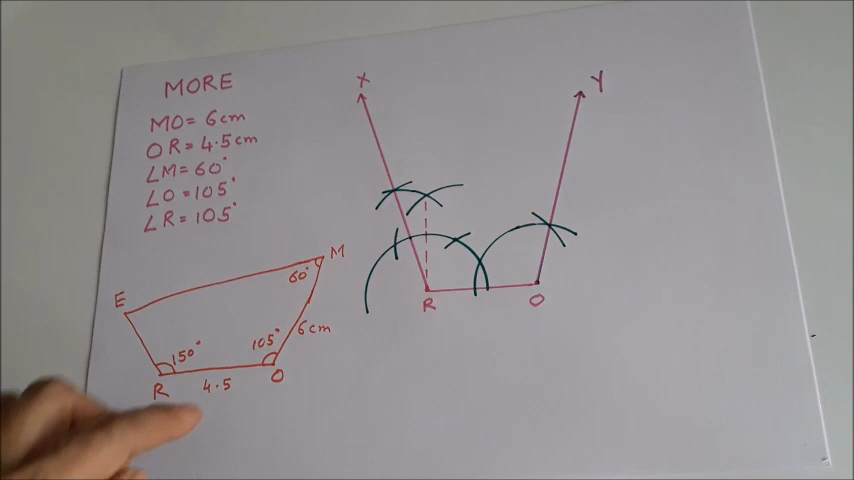 MORE
MO = 6cm
OR = 4.5cm
∠M = 60°
∠O = 105°
∠R = 105°
X
Y
R
O
E
M
60°
6cm
150°
105°
R
4.5
O